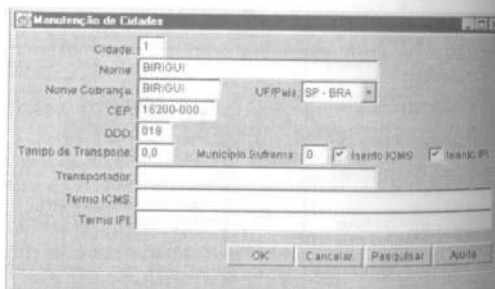 Manutenção de Cidades
Cidade: 1
Nome: BIRIGUI
Nome Cobrança: BIRIGUI UF/País: SP - BRA
CEP: 16200-000
DDD: 018
Tempo de Transporte: 0,0 Município Suframa: 0 Isento ICMS Isento IPI
Transportador:
Termo ICMS:
Termo IPI:
OK Cancelar Pesquisar Ajuda